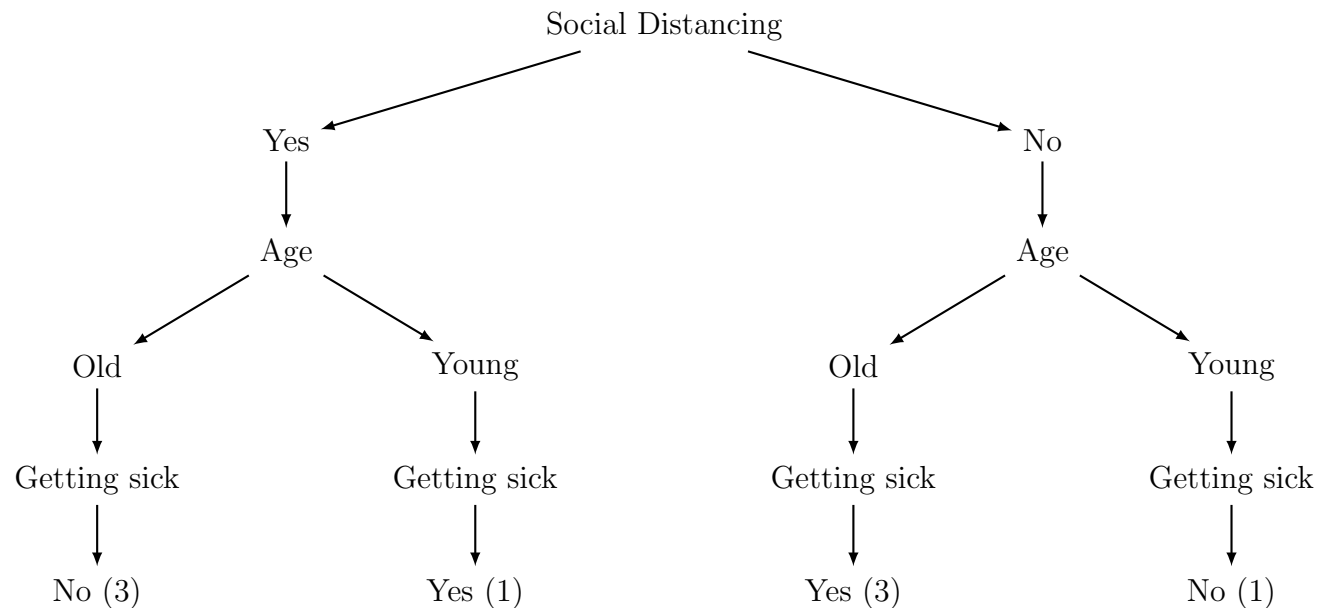 Social Distancing
Yes
No
Age
Age
Old
Young
Old
Young
Getting sick
Getting sick
Getting sick
Getting sick
No (3)
Yes (1)
Yes (3)
No (1)